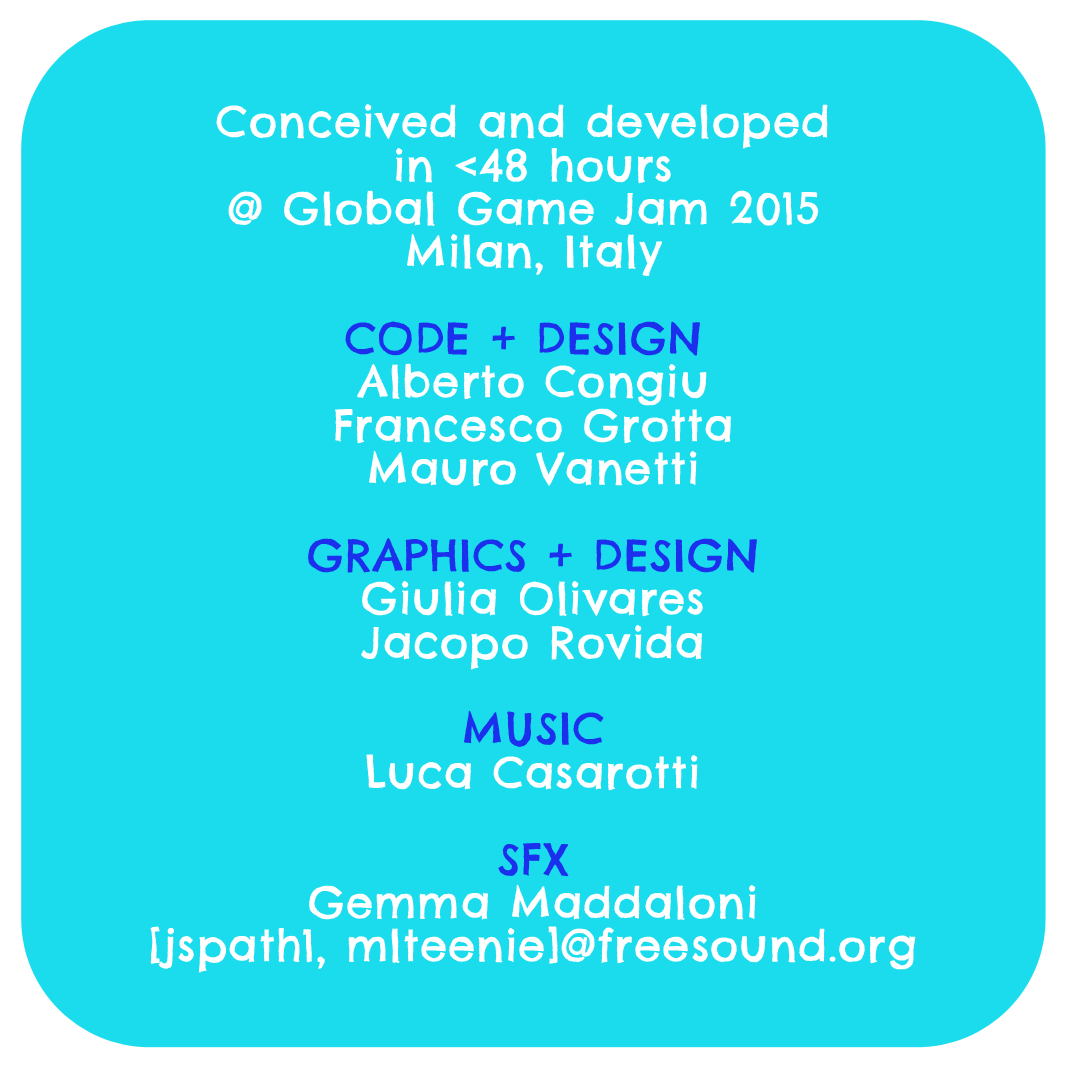 Conceived and developed
in <48 hours
@ Global Game Jam 2015
Milan, Italy
CODE + DESIGN
Alberto Congiu
Francesco Grotta
Mauro Vanetti
GRAPHICS + DESIGN
Giulia Olivares
Jacopo Rovida
MUSIC
Luca Casarotti
SFX
Gemma Maddaloni
[jspath1, mlteenie]@freesound.org